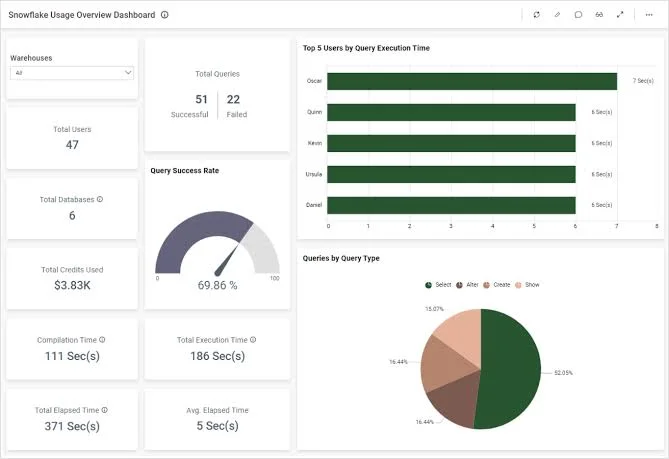 Snowflake Usage Overview Dashboard
Warehouses
All
Total Users
47
Total Databases
6
Total Credits Used
$3.83K
Compilation Time
111 Sec(s)
Total Elapsed Time
371 Sec(s)
Total Queries
51 22
Successful Failed
Query Success Rate
0 100
69.86 %
Total Execution Time
186 Sec(s)
Avg. Elapsed Time
5 Sec(s)
Top 5 Users by Query Execution Time
Oscar 7 Sec(s)
Quinn 6 Sec(s)
Kevin 6 Sec(s)
Ursula 6 Sec(s)
Daniel 6 Sec(s)
0 1 2 3 4 5 6 7 8
Queries by Query Type
Select Alter Create Show
15.07%
16.44%
52.05%
16.44%